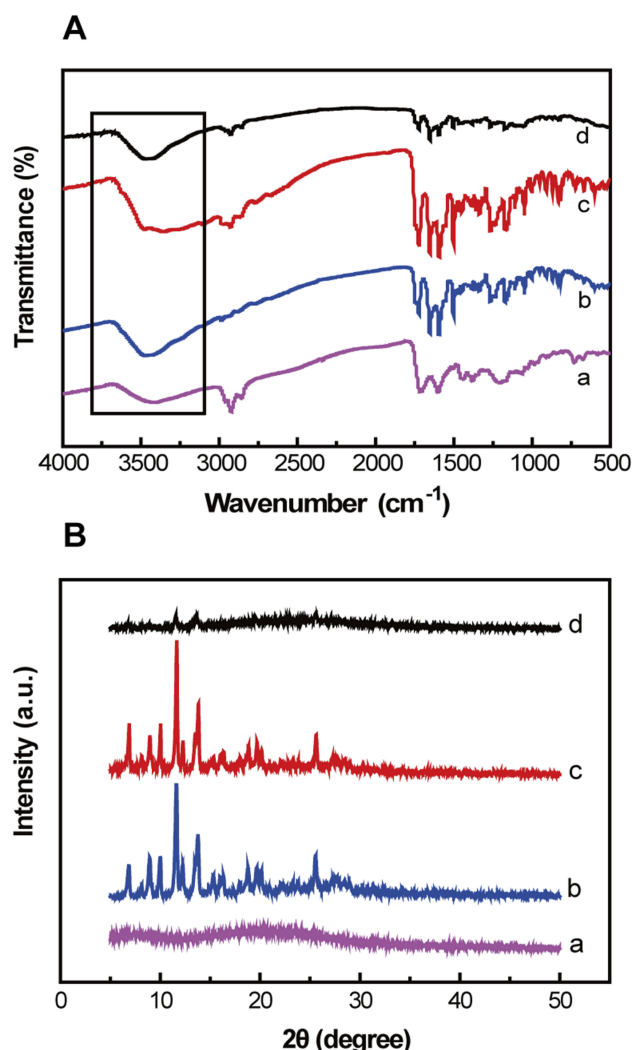 A
Transmittance (%)
d
c
b
a
4000 3500 3000 2500 2000 1500 1000 500
Wavenumber (cm⁻¹)
B
Intensity (a.u.)
d
c
b
a
0 10 20 30 40 50
2θ (degree)